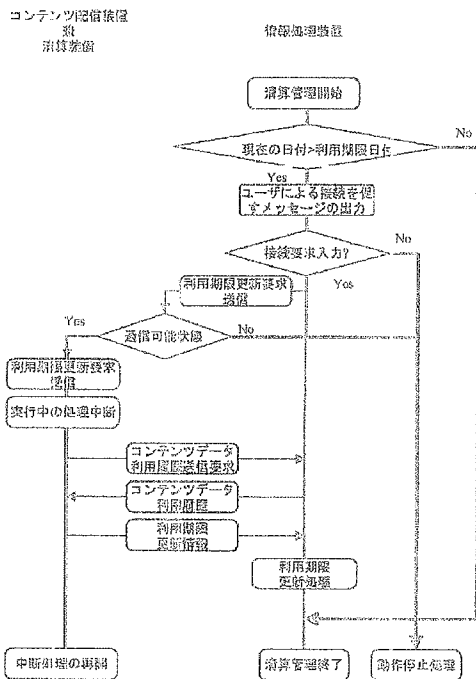 コンテンツ配信装置
兼
清算装置
情報処理装置
清算管理開始
現在の日付>利用期限日付
No
Yes
ユーザによる接続を促
すメッセージの出力
接続要求入力?
No
Yes
利用期限更新要求
送信
通信可能状態
Yes
No
利用期限更新要求
送信
実行中の処理中断
コンテンツデータ
利用履歴送信要求
コンテンツデータ
利用履歴
利用期限
更新情報
利用期限
更新処理
中断処理の再開
清算管理終了
動作停止処理